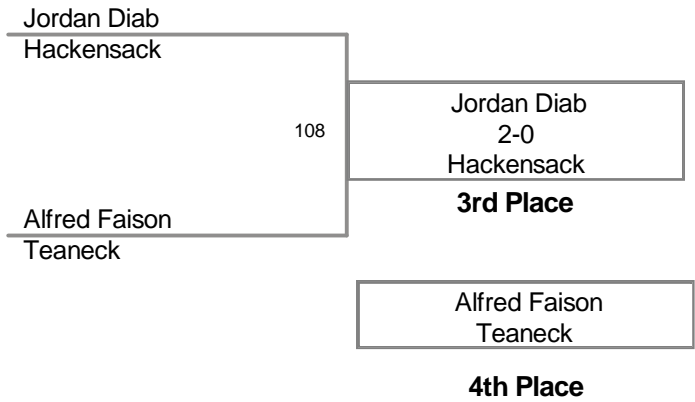 Jordan Diab
Hackensack
108
Jordan Diab
2-0
Hackensack
3rd Place
Alfred Faison
Teaneck
Alfred Faison
Teaneck
4th Place